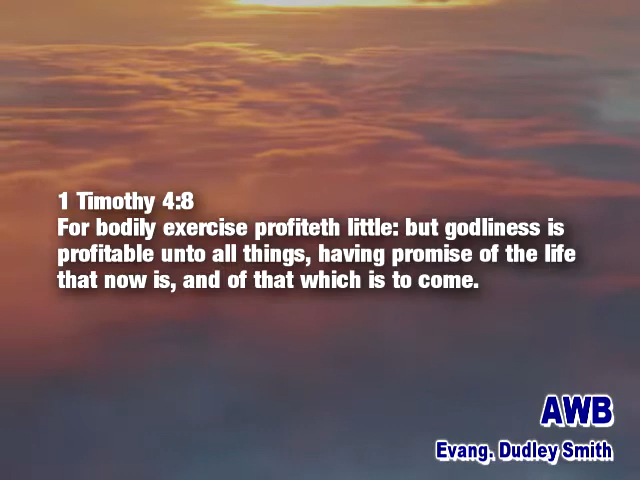 1 Timothy 4:8
For bodily exercise profiteth little: but godliness is
profitable unto all things, having promise of the life
that now is, and of that which is to come.
AWB
Evang. Dudley Smith